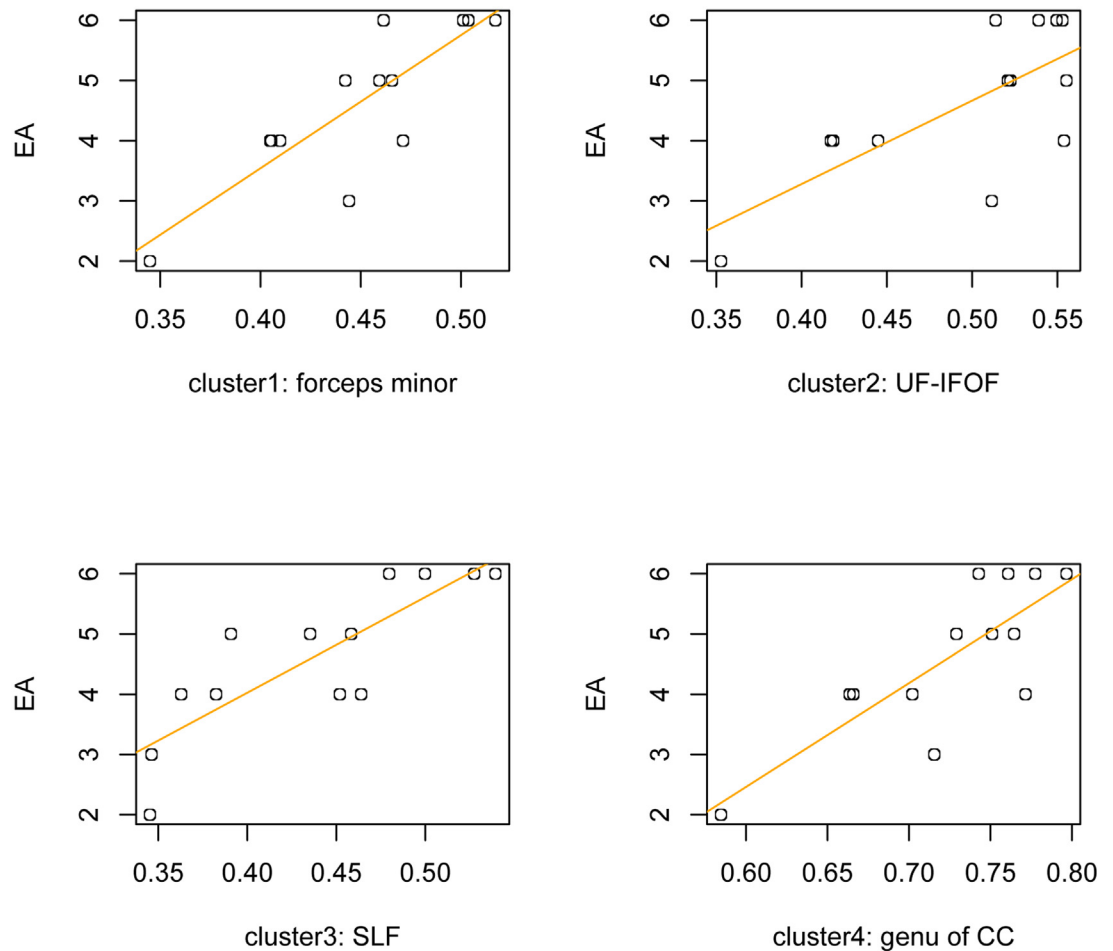 EA
6
5
4
3
2
0.35 0.40 0.45 0.50
cluster1: forceps minor
EA
6
5
4
3
2
0.35 0.40 0.45 0.50 0.55
cluster2: UF-IFOF
EA
6
5
4
3
2
0.35 0.40 0.45 0.50
cluster3: SLF
EA
6
5
4
3
2
0.60 0.65 0.70 0.75 0.80
cluster4: genu of CC